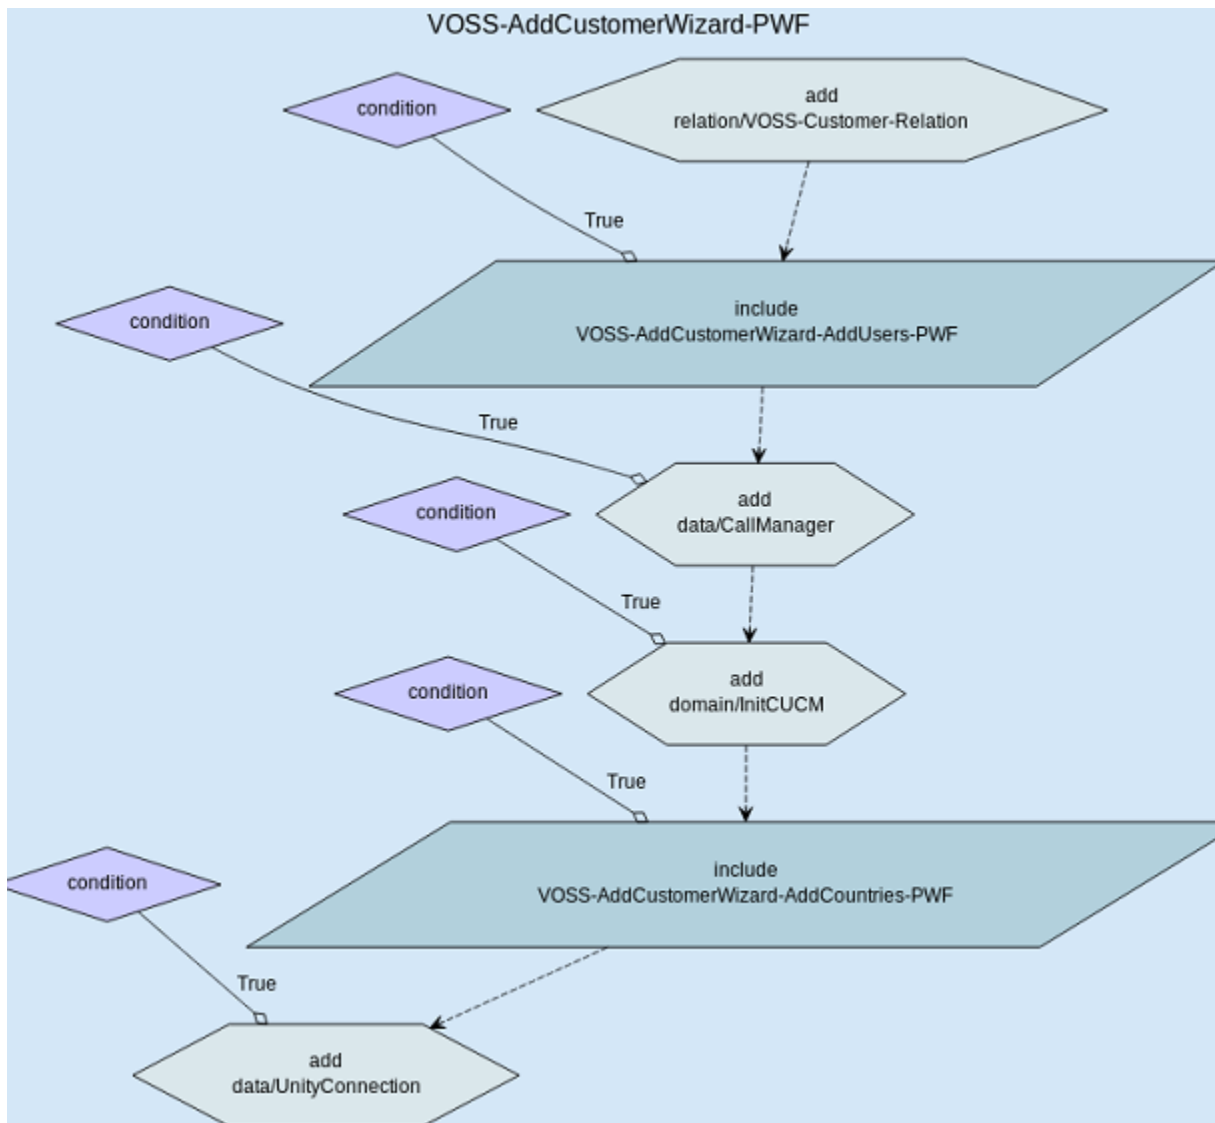 VOSS-AddCustomerWizard-PWF
condition
add
relation/VOSS-Customer-Relation
True
include
VOSS-AddCustomerWizard-AddUsers-PWF
condition
True
add
data/CallManager
condition
True
add
domain/InitCUCM
condition
True
include
VOSS-AddCustomerWizard-AddCountries-PWF
condition
True
add
data/UnityConnection